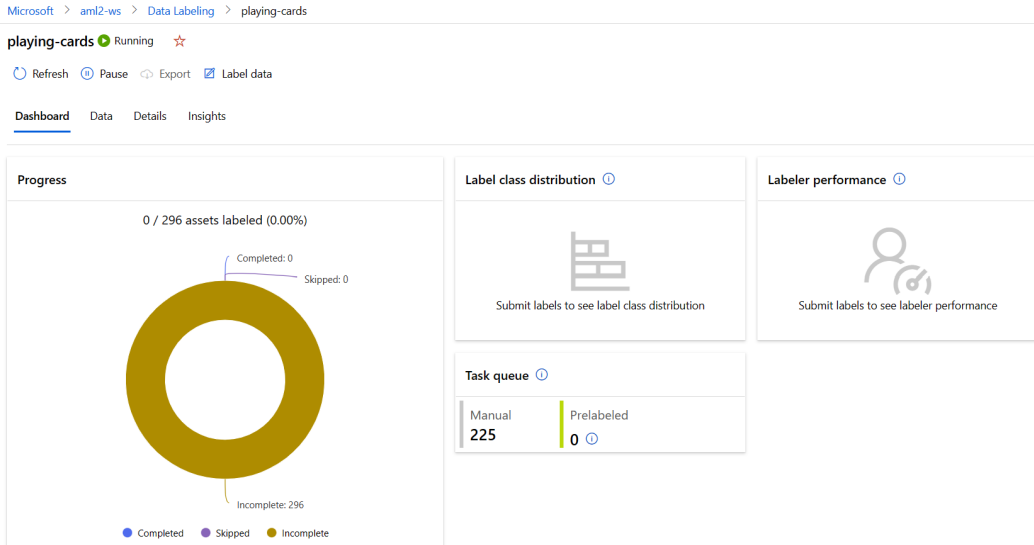 Microsoft > aml2-ws > Data Labeling > playing-cards
playing-cards Running
Refresh Pause Export Label data
Dashboard Data Details Insights
Progress
0 / 296 assets labeled (0.00%)
Completed: 0
Skipped: 0
Incomplete: 296
Completed Skipped Incomplete
Label class distribution
Submit labels to see label class distribution
Labeler performance
Submit labels to see labeler performance
Task queue
Manual Prelabeled
225 0